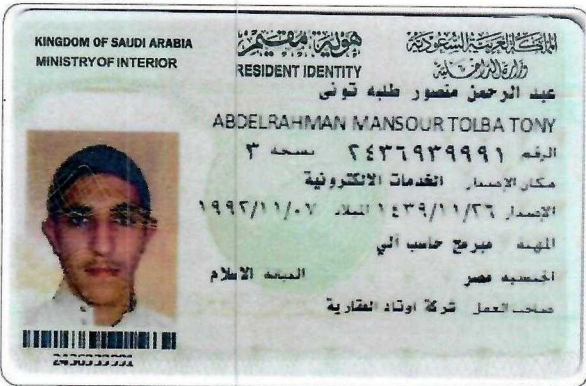 KINGDOM OF SAUDI ARABIA
MINISTRY OF INTERIOR
هوية مقيم
RESIDENT IDENTITY
المملكة العربية السعودية
وزارة الداخلية
عبد الرحمن منصور طلبه تونى
ABDELRAHMAN MANSOUR TOLBA TONY
الرقم ٢٤٣٦٩٣٩٩٩١ نسخة ٣
مكان الإصدار الخدمات الالكترونية
الإصدار ١٤٣٩/١١/٢٦ الميلاد ١٩٩٢/١١/٠٧
المهنة مبرمج حاسب آلي
الجنسية مصر الديانة الاسلام
صاحب العمل شركة اوتاد العقارية